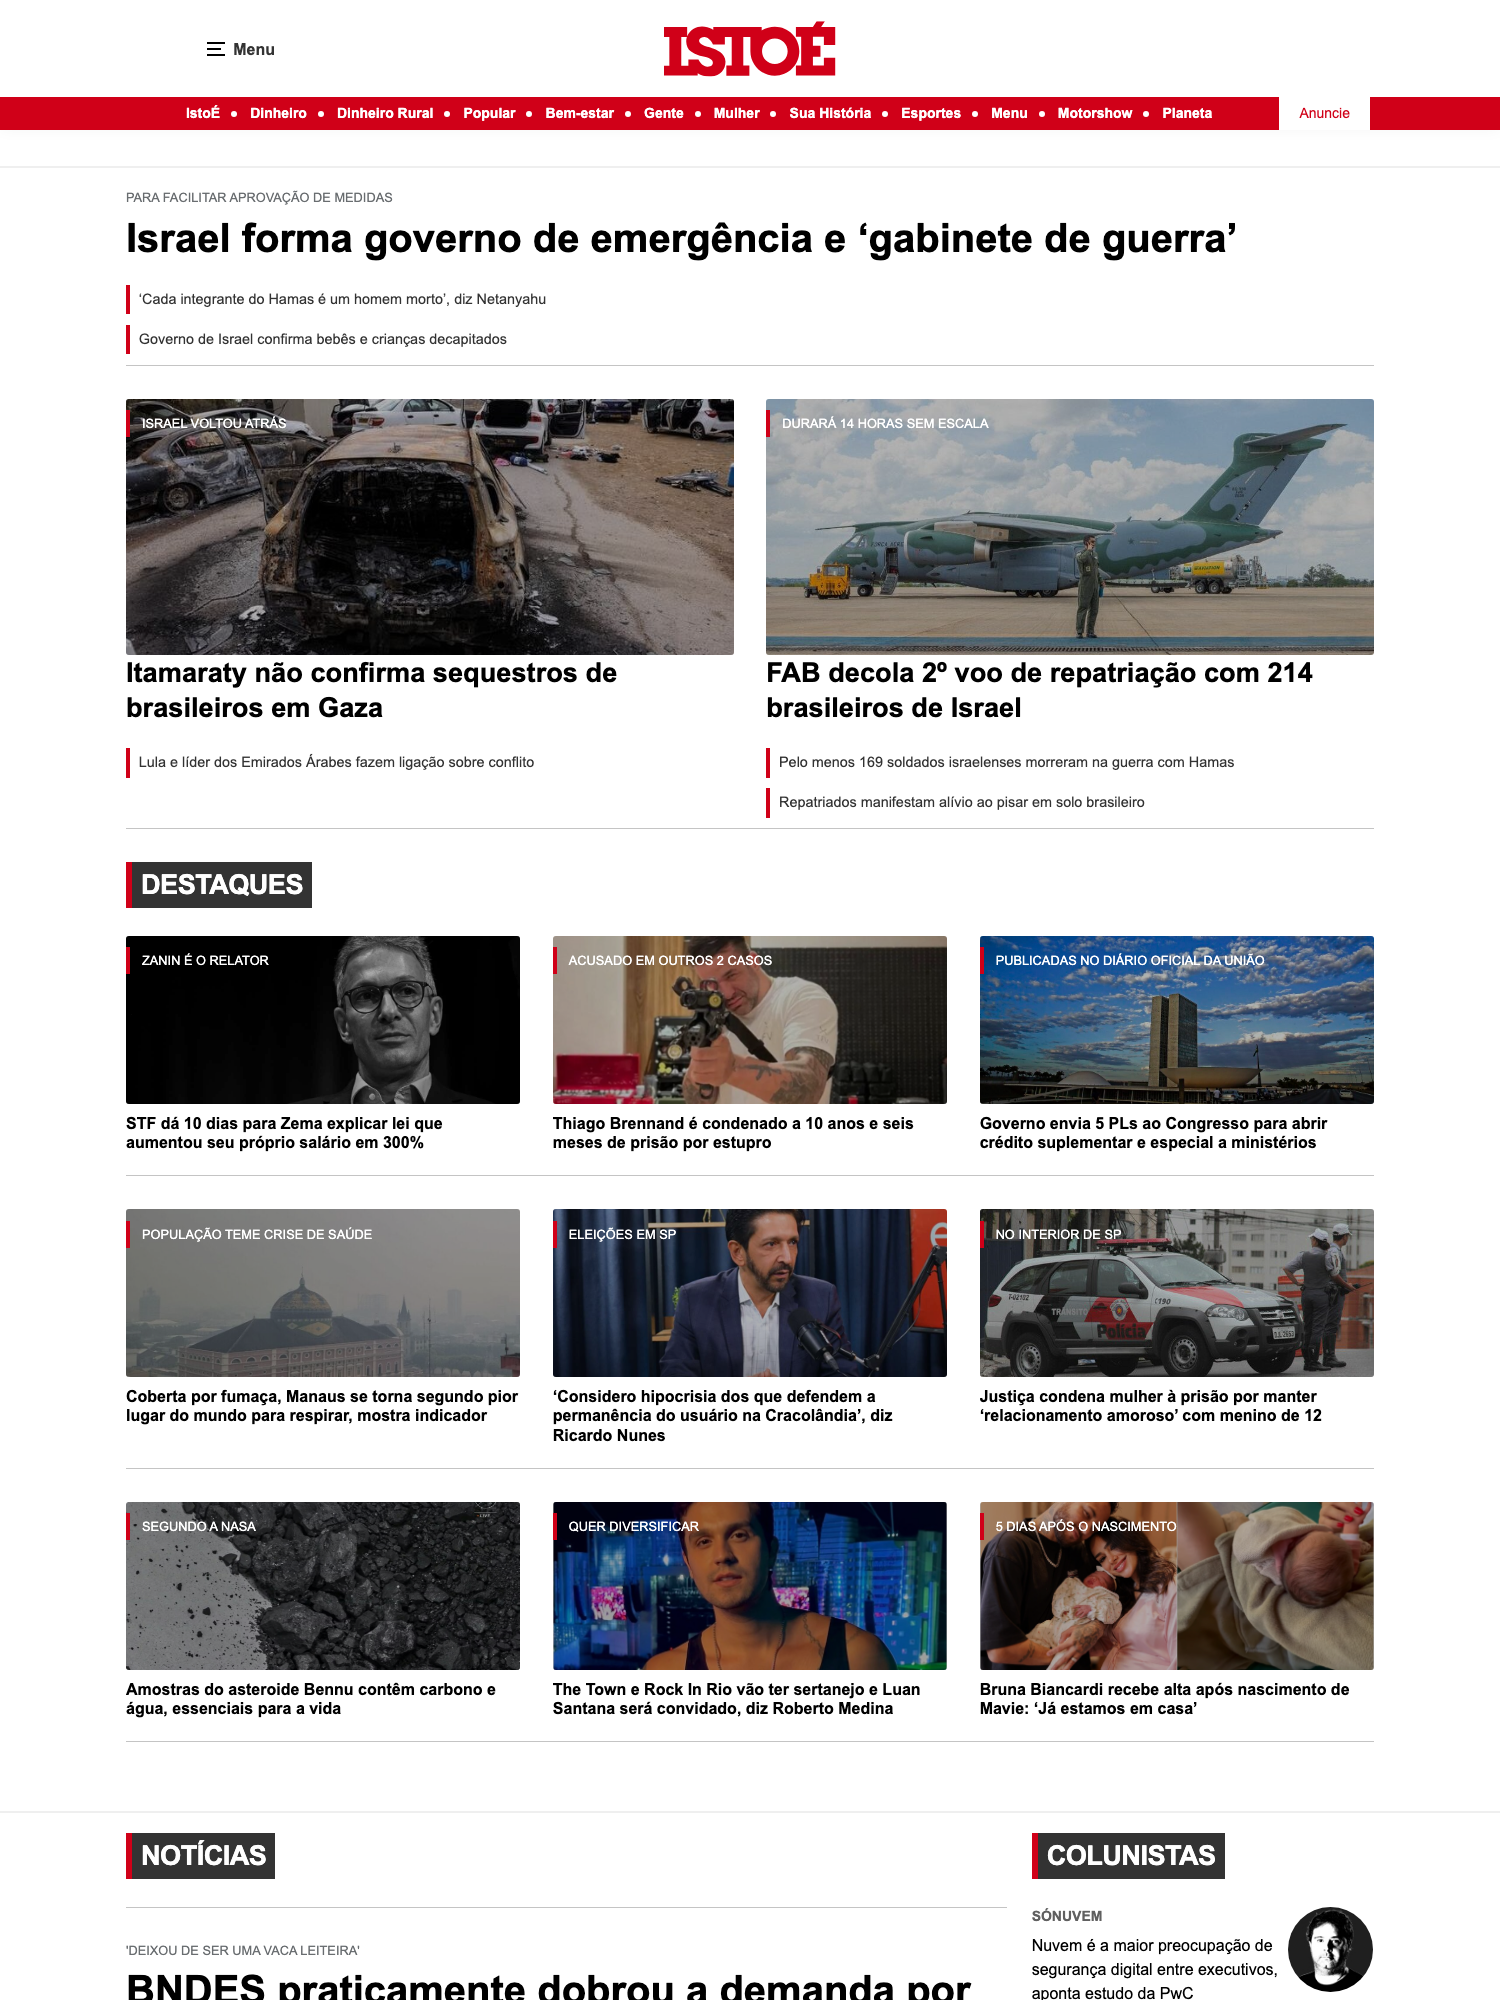 Menu
ISTOÉ
IstoÉ
Dinheiro
Dinheiro Rural
Popular
Bem-estar
Gente
Mulher
Sua História
Esportes
Menu
Motorshow
Planeta
Anuncie
PARA FACILITAR APROVAÇÃO DE MEDIDAS
Israel forma governo de emergência e ‘gabinete de guerra’
‘Cada integrante do Hamas é um homem morto’, diz Netanyahu
Governo de Israel confirma bebês e crianças decapitados
ISRAEL VOLTOU ATRÁS
Itamaraty não confirma sequestros de
brasileiros em Gaza
Lula e líder dos Emirados Árabes fazem ligação sobre conflito
DURARÁ 14 HORAS SEM ESCALA
FAB decola 2º voo de repatriação com 214
brasileiros de Israel
Pelo menos 169 soldados israelenses morreram na guerra com Hamas
Repatriados manifestam alívio ao pisar em solo brasileiro
DESTAQUES
ZANIN É O RELATOR
STF dá 10 dias para Zema explicar lei que
aumentou seu próprio salário em 300%
ACUSADO EM OUTROS 2 CASOS
Thiago Brennand é condenado a 10 anos e seis
meses de prisão por estupro
PUBLICADAS NO DIÁRIO OFICIAL DA UNIÃO
Governo envia 5 PLs ao Congresso para abrir
crédito suplementar e especial a ministérios
POPULAÇÃO TEME CRISE DE SAÚDE
Coberta por fumaça, Manaus se torna segundo pior
lugar do mundo para respirar, mostra indicador
ELEIÇÕES EM SP
‘Considero hipocrisia dos que defendem a
permanência do usuário na Cracolândia’, diz
Ricardo Nunes
NO INTERIOR DE SP
T-02102
TRÂNSITO
Polícia
190
Justiça condena mulher à prisão por manter
‘relacionamento amoroso’ com menino de 12
SEGUNDO A NASA
LIVE
Amostras do asteroide Bennu contêm carbono e
água, essenciais para a vida
QUER DIVERSIFICAR
The Town e Rock In Rio vão ter sertanejo e Luan
Santana será convidado, diz Roberto Medina
5 DIAS APÓS O NASCIMENTO
Bruna Biancardi recebe alta após nascimento de
Mavie: ‘Já estamos em casa’
NOTÍCIAS
'DEIXOU DE SER UMA VACA LEITEIRA'
BNDES praticamente dobrou a demanda por
COLUNISTAS
SÓNUVEM
Nuvem é a maior preocupação de
segurança digital entre executivos,
aponta estudo da PwC